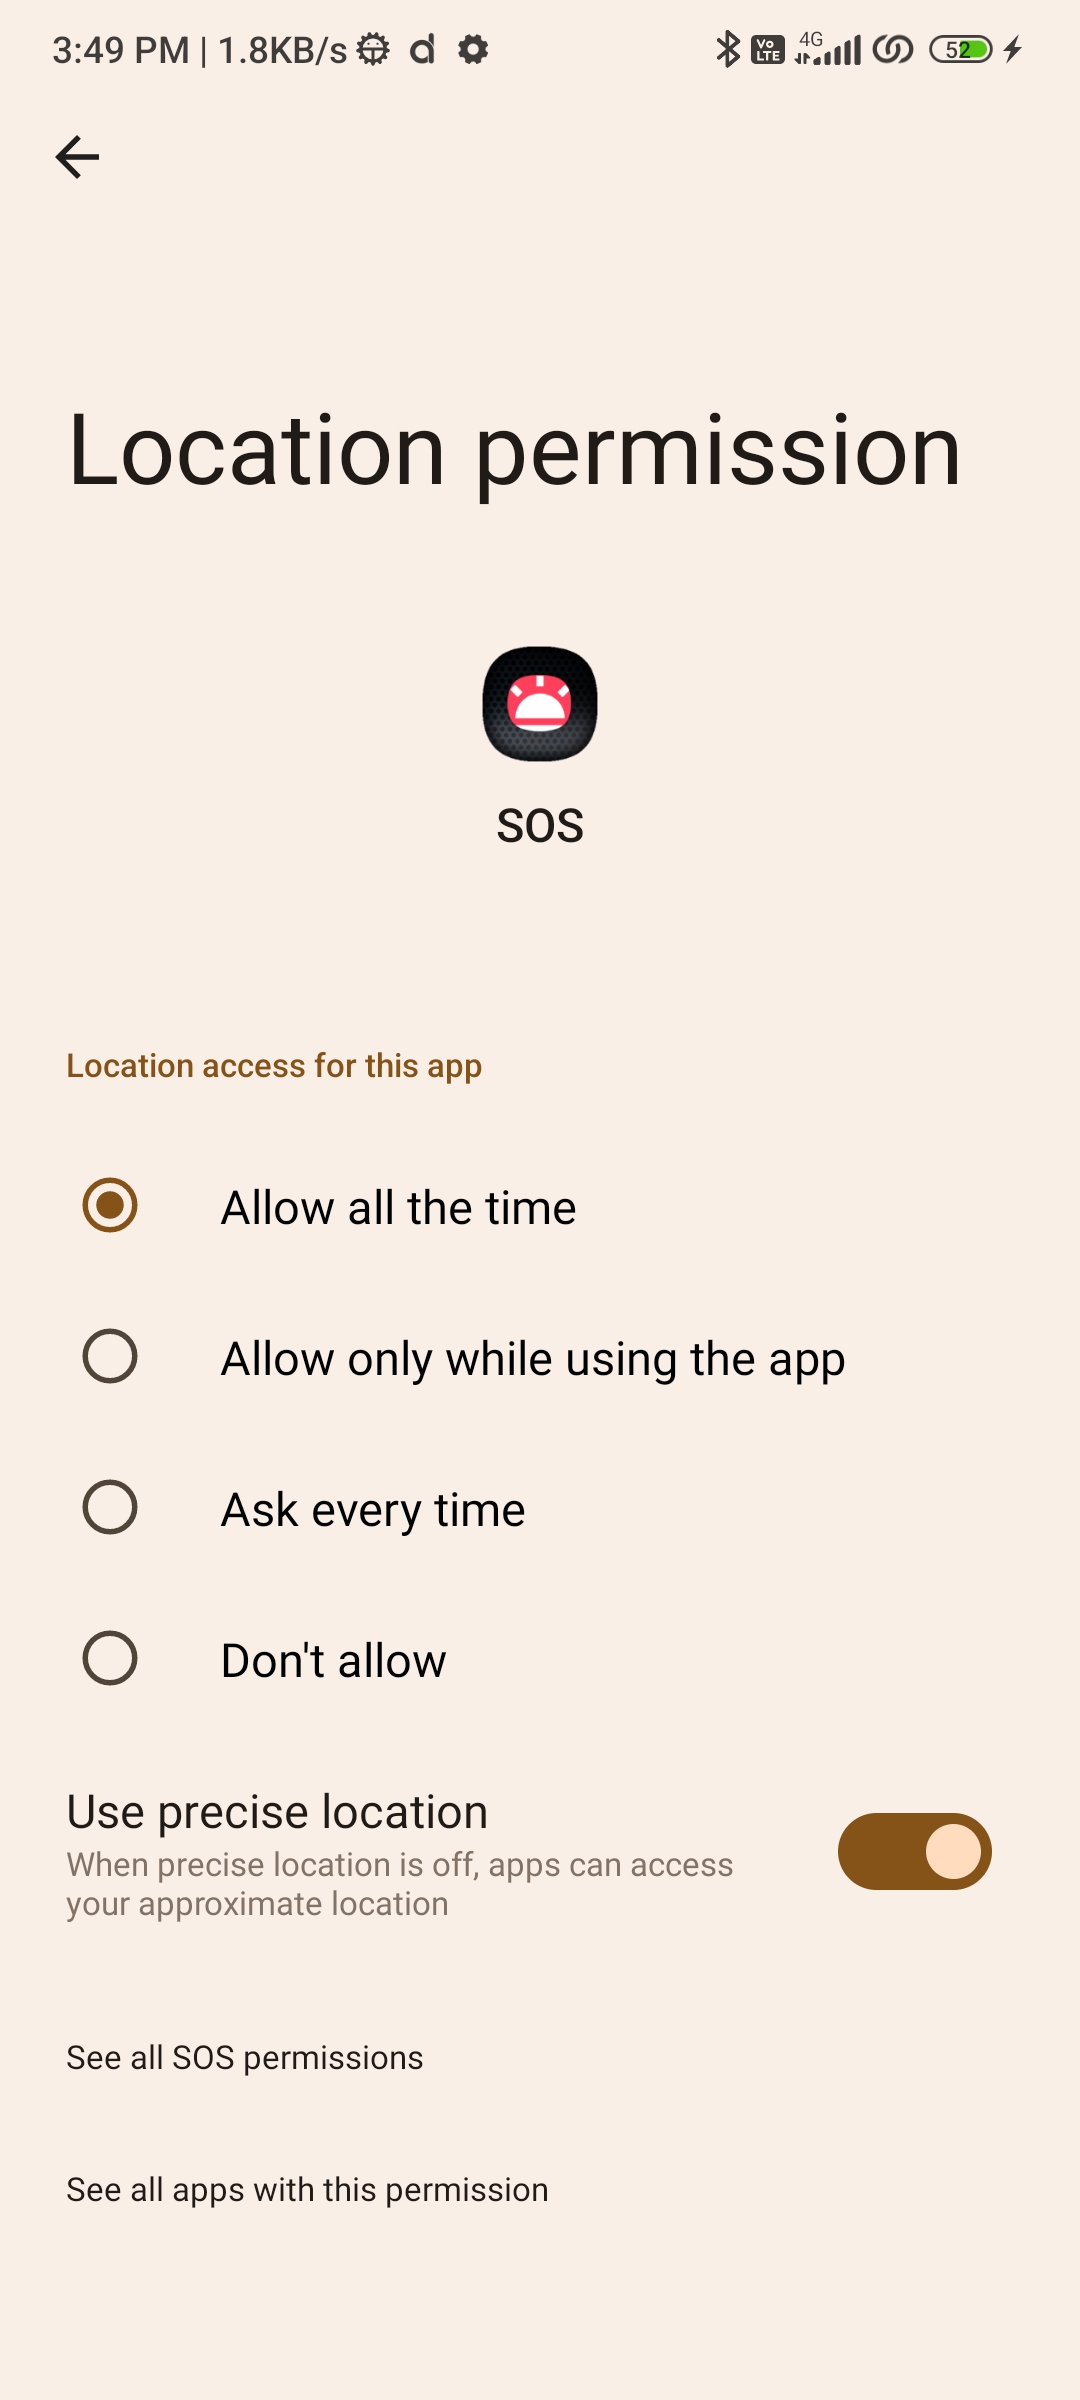 3:49 PM | 1.8KB/s
Vo LTE 4G 52
Location permission
SOS
Location access for this app
Allow all the time
Allow only while using the app
Ask every time
Don't allow
Use precise location
When precise location is off, apps can access
your approximate location
See all SOS permissions
See all apps with this permission